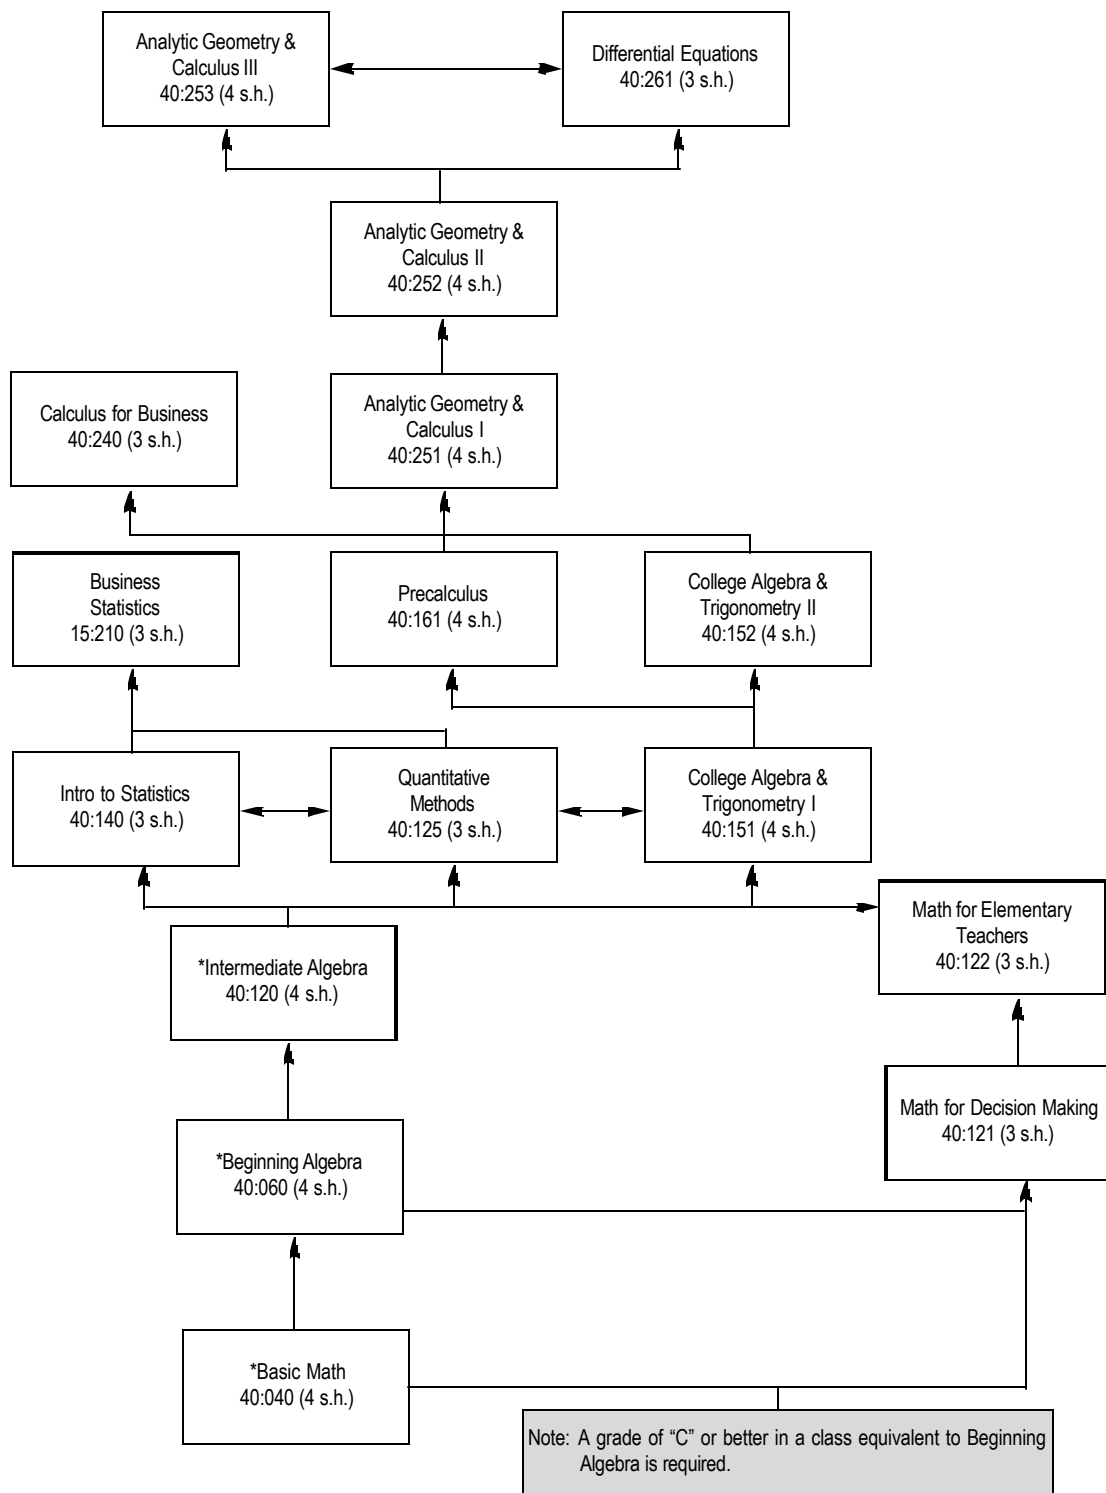 Analytic Geometry &
Calculus III
40:253 (4 s.h.)
Differential Equations
40:261 (3 s.h.)
Analytic Geometry &
Calculus II
40:252 (4 s.h.)
Calculus for Business
40:240 (3 s.h.)
Analytic Geometry &
Calculus I
40:251 (4 s.h.)
Business
Statistics
15:210 (3 s.h.)
Precalculus
40:161 (4 s.h.)
College Algebra &
Trigonometry II
40:152 (4 s.h.)
Intro to Statistics
40:140 (3 s.h.)
Quantitative
Methods
40:125 (3 s.h.)
College Algebra &
Trigonometry I
40:151 (4 s.h.)
Math for Elementary
Teachers
40:122 (3 s.h.)
*Intermediate Algebra
40:120 (4 s.h.)
Math for Decision Making
40:121 (3 s.h.)
*Beginning Algebra
40:060 (4 s.h.)
*Basic Math
40:040 (4 s.h.)
Note: A grade of “C” or better in a class equivalent to Beginning
Algebra is required.